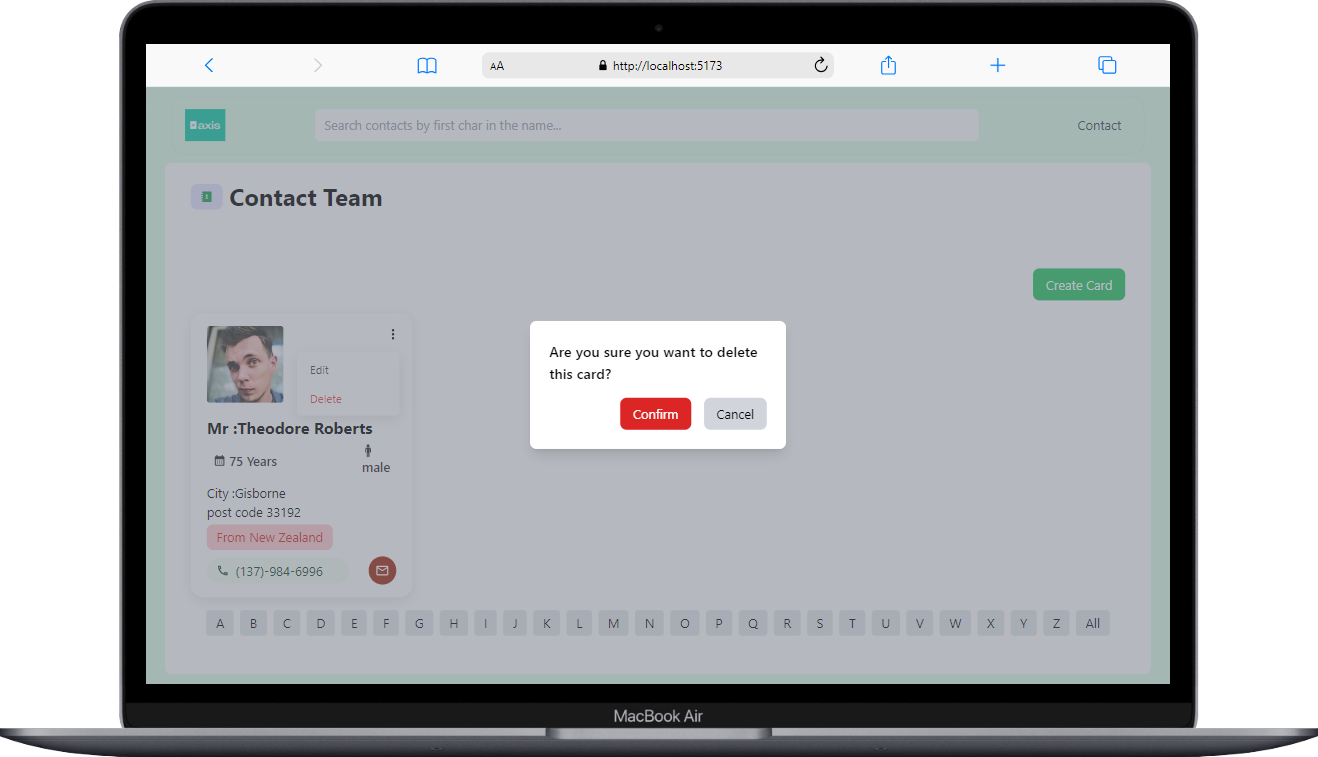 AA
http://localhost:5173
axis
Search contacts by first char in the name...
Contact
Contact Team
Create Card
Edit
Delete
Mr :Theodore Roberts
75 Years
male
City :Gisborne
post code 33192
From New Zealand
(137)-984-6996
Are you sure you want to delete
this card?
Confirm
Cancel
A B C D E F G H I J K L M N O P Q R S T U V W X Y Z All
MacBook Air